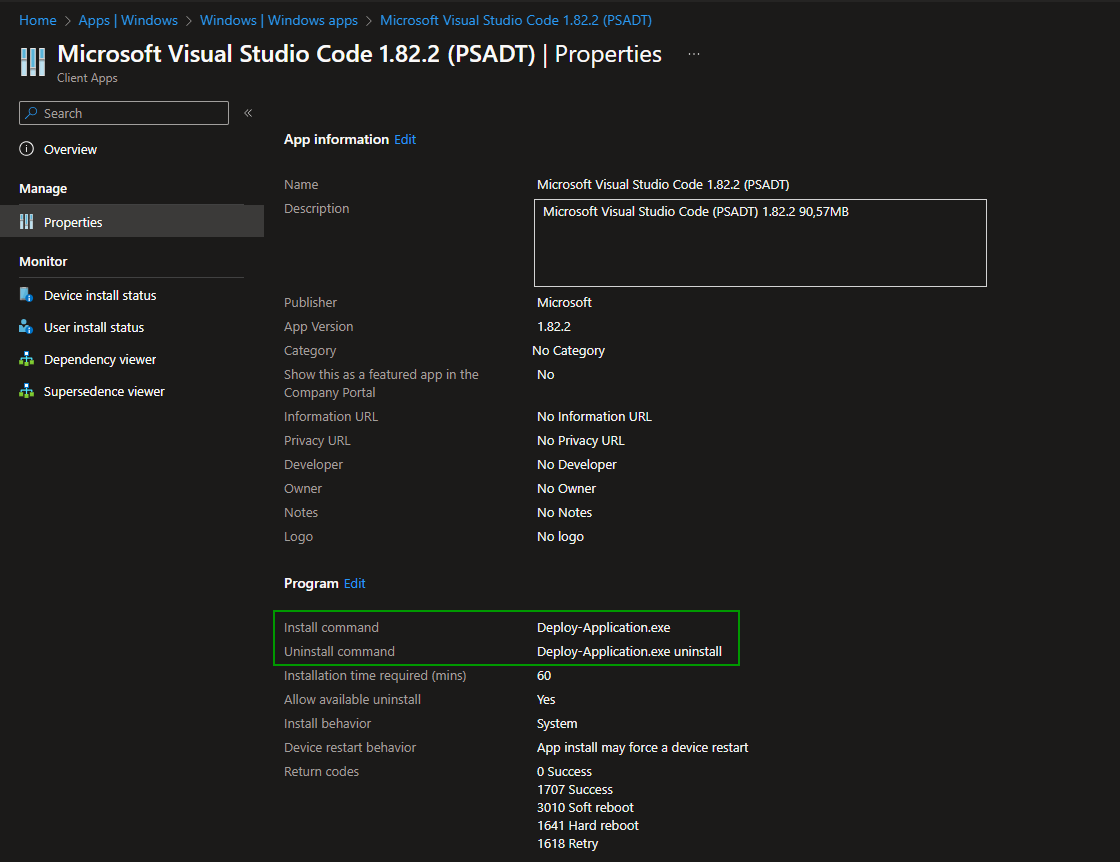 Home > Apps | Windows > Windows | Windows apps > Microsoft Visual Studio Code 1.82.2 (PSADT)
Microsoft Visual Studio Code 1.82.2 (PSADT) | Properties ...
Client Apps
Search «
Overview
Manage
Properties
Monitor
Device install status
User install status
Dependency viewer
Supersedence viewer
App information Edit
Name Microsoft Visual Studio Code 1.82.2 (PSADT)
Description Microsoft Visual Studio Code (PSADT) 1.82.2 90,57MB
Publisher Microsoft
App Version 1.82.2
Category No Category
Show this as a featured app in the No
Company Portal
Information URL No Information URL
Privacy URL No Privacy URL
Developer No Developer
Owner No Owner
Notes No Notes
Logo No logo
Program Edit
Install command Deploy-Application.exe
Uninstall command Deploy-Application.exe uninstall
Installation time required (mins) 60
Allow available uninstall Yes
Install behavior System
Device restart behavior App install may force a device restart
Return codes 0 Success
1707 Success
3010 Soft reboot
1641 Hard reboot
1618 Retry